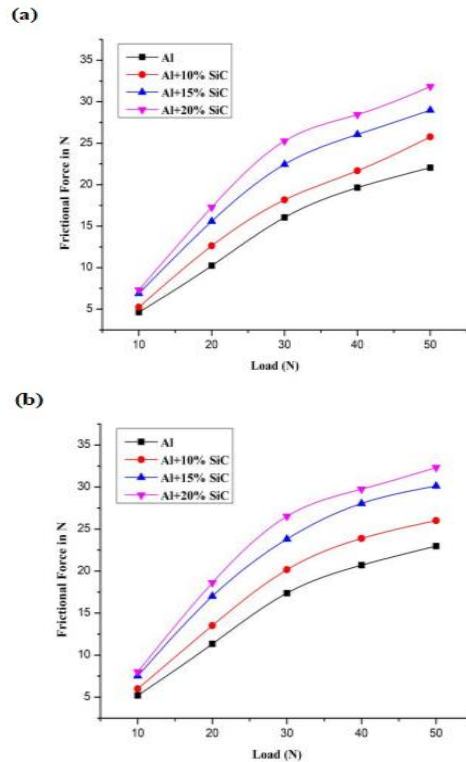 (a)
Al
Al+10% SiC
Al+15% SiC
Al+20% SiC
Frictional Force in N
35
30
25
20
15
10
5
10 20 30 40 50
Load (N)
(b)
Al
Al+10% SiC
Al+15% SiC
Al+20% SiC
Frictional Force in N
35
30
25
20
15
10
5
10 20 30 40 50
Load (N)